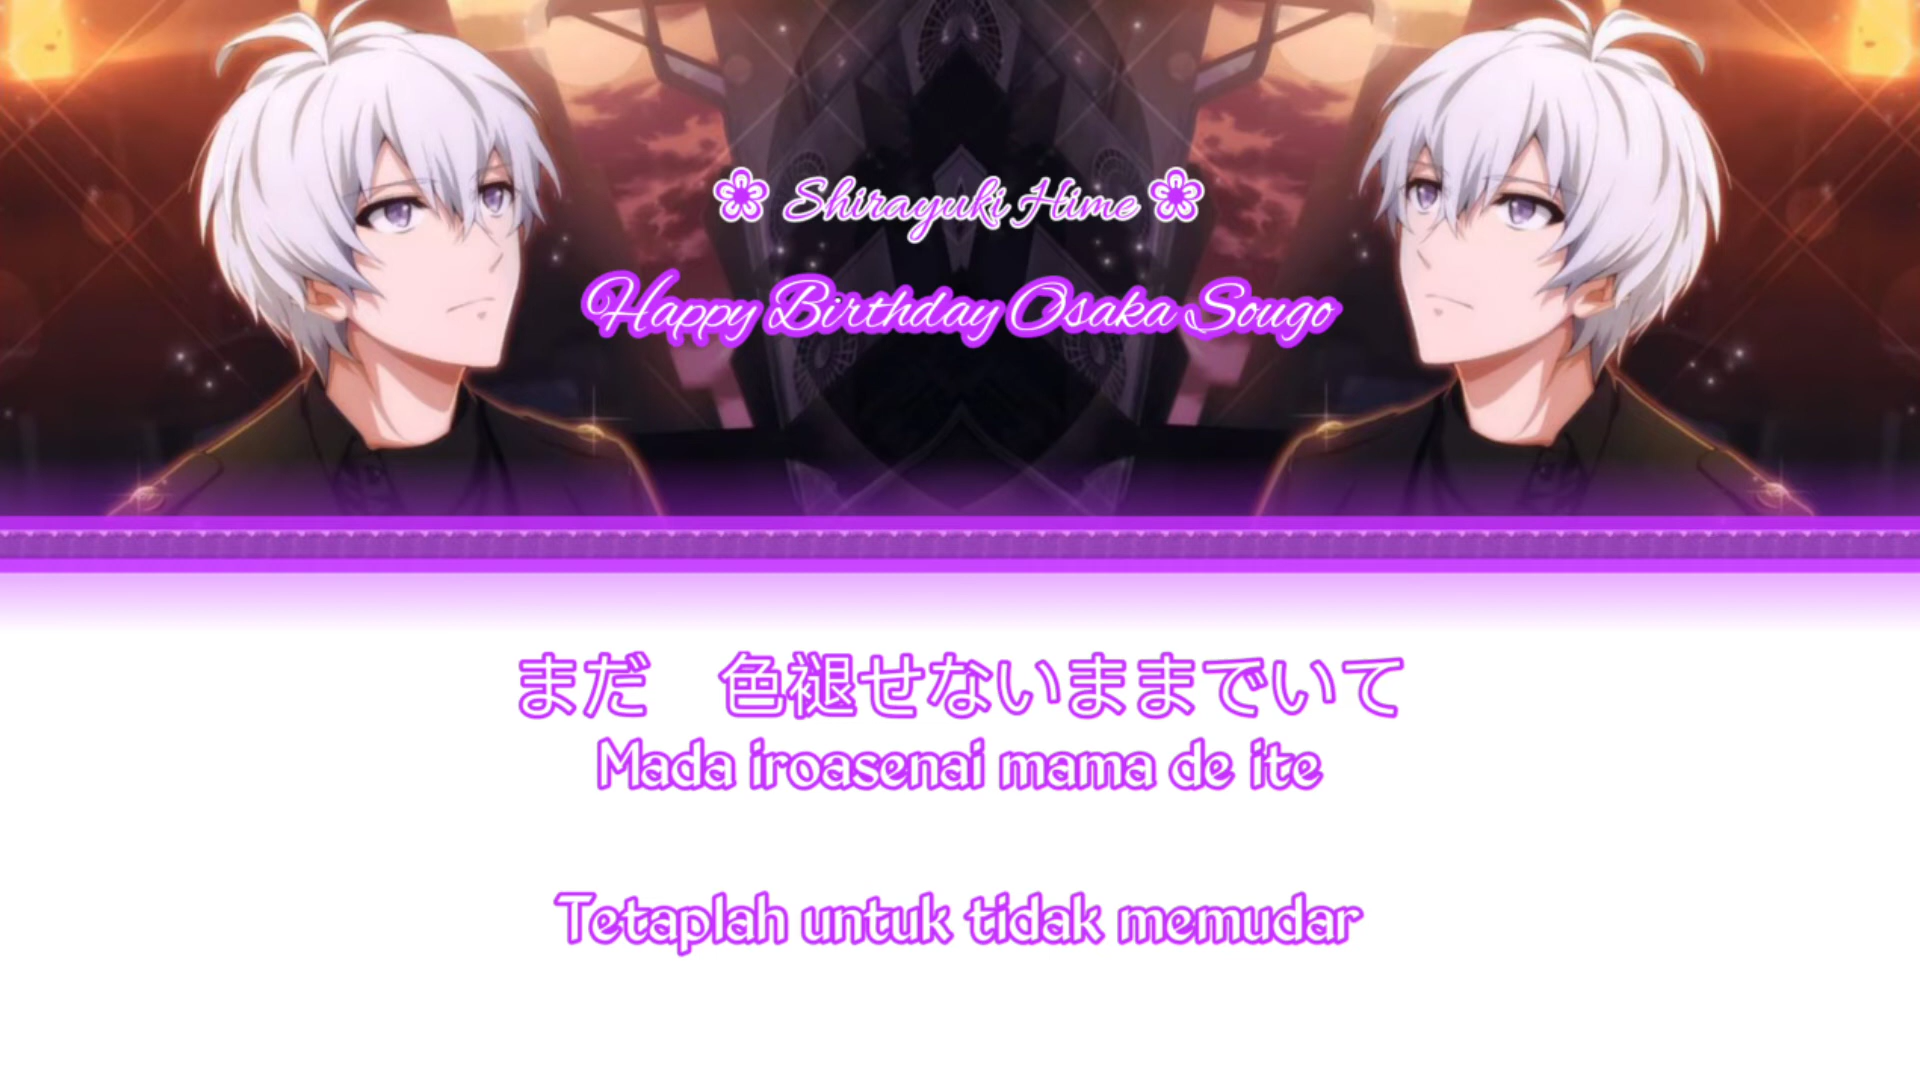 Shirayuki Hime
Happy Birthday Osaka Sougo
まだ　色褪せないままでいて
Mada iroasenai mama de ite
Tetaplah untuk tidak memudar